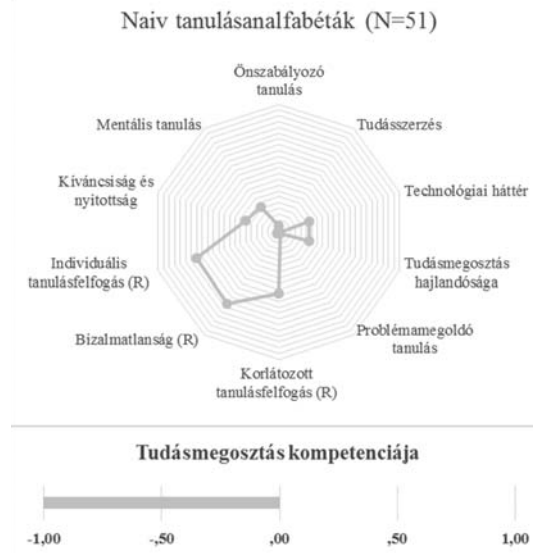 Naiv tanulásanalfabéták (N=51)
Önszabályozó
tanulás
Mentális tanulás
Tudásszerzés
Kíváncsiság és
nyitottság
Technológiai háttér
Individuális
tanulásfelfogás (R)
Tudásmegosztás
hajlandósága
Bizalmatlanság (R)
Problémamegoldó
tanulás
Korlátozott
tanulásfelfogás (R)
Tudásmegosztás kompetenciája
-1,00 -,50 ,00 ,50 1,00